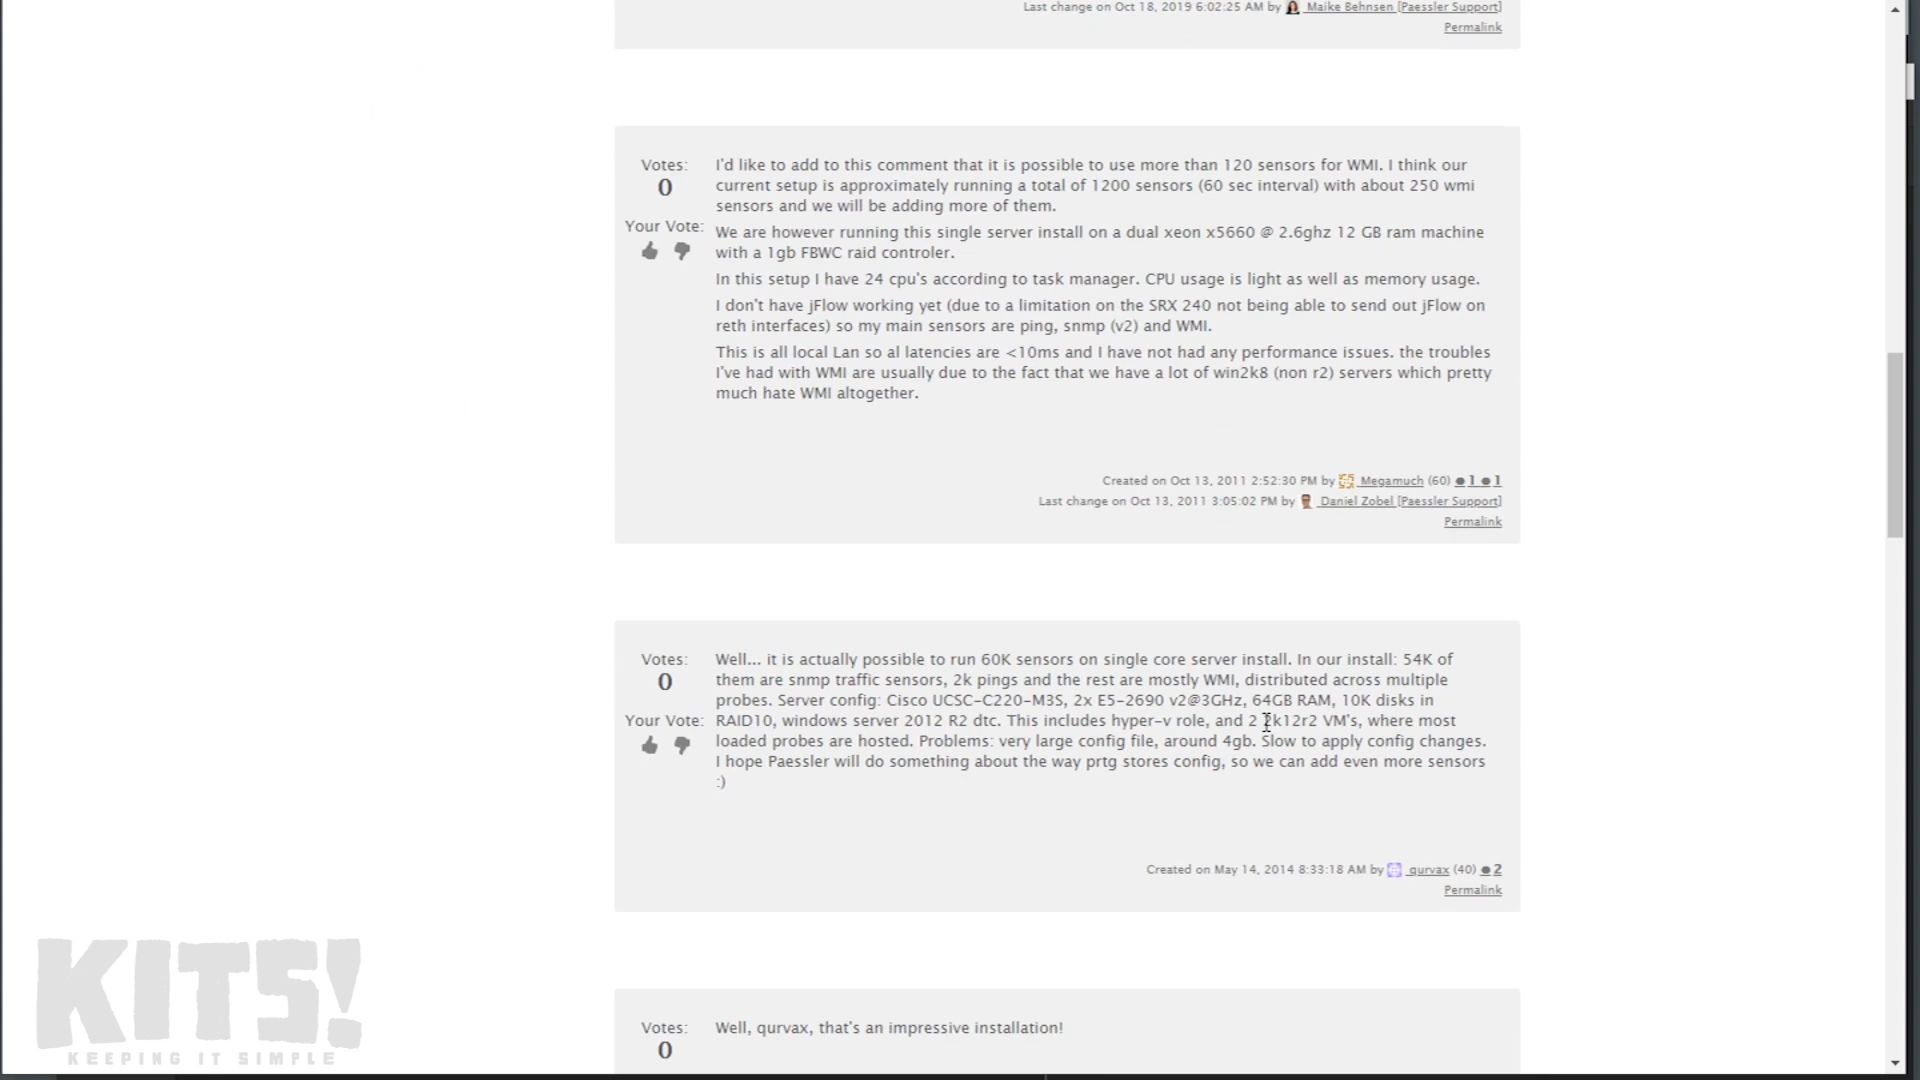 Last change on Oct 18, 2019 6:02:25 AM by Maike Behnsen [Paessler Support]
Permalink
Votes:
0
Your Vote:
I'd like to add to this comment that it is possible to use more than 120 sensors for WMI. I think our
current setup is approximately running a total of 1200 sensors (60 sec interval) with about 250 wmi
sensors and we will be adding more of them.
We are however running this single server install on a dual xeon x5660 @ 2.6ghz 12 GB ram machine
with a 1gb FBWC raid controler.
In this setup I have 24 cpu's according to task manager. CPU usage is light as well as memory usage.
I don't have jFlow working yet (due to a limitation on the SRX 240 not being able to send out jFlow on
reth interfaces) so my main sensors are ping, snmp (v2) and WMI.
This is all local Lan so al latencies are <10ms and I have not had any performance issues. the troubles
I've had with WMI are usually due to the fact that we have a lot of win2k8 (non r2) servers which pretty
much hate WMI altogether.
Created on Oct 13, 2011 2:52:30 PM by Megamuch (60) ●1 ●1
Last change on Oct 13, 2011 3:05:02 PM by Daniel Zobel [Paessler Support]
Permalink
Votes:
0
Your Vote:
Well... it is actually possible to run 60K sensors on single core server install. In our install: 54K of
them are snmp traffic sensors, 2k pings and the rest are mostly WMI, distributed across multiple
probes. Server config: Cisco UCSC-C220-M3S, 2x E5-2690 v2@3GHz, 64GB RAM, 10K disks in
RAID10, windows server 2012 R2 dtc. This includes hyper-v role, and 2 2k12r2 VM's, where most
loaded probes are hosted. Problems: very large config file, around 4gb. Slow to apply config changes.
I hope Paessler will do something about the way prtg stores config, so we can add even more sensors
:)
Created on May 14, 2014 8:33:18 AM by qurvax (40) ●2
Permalink
Votes:
0
Well, qurvax, that's an impressive installation!
KITS!
KEEPING IT SIMPLE